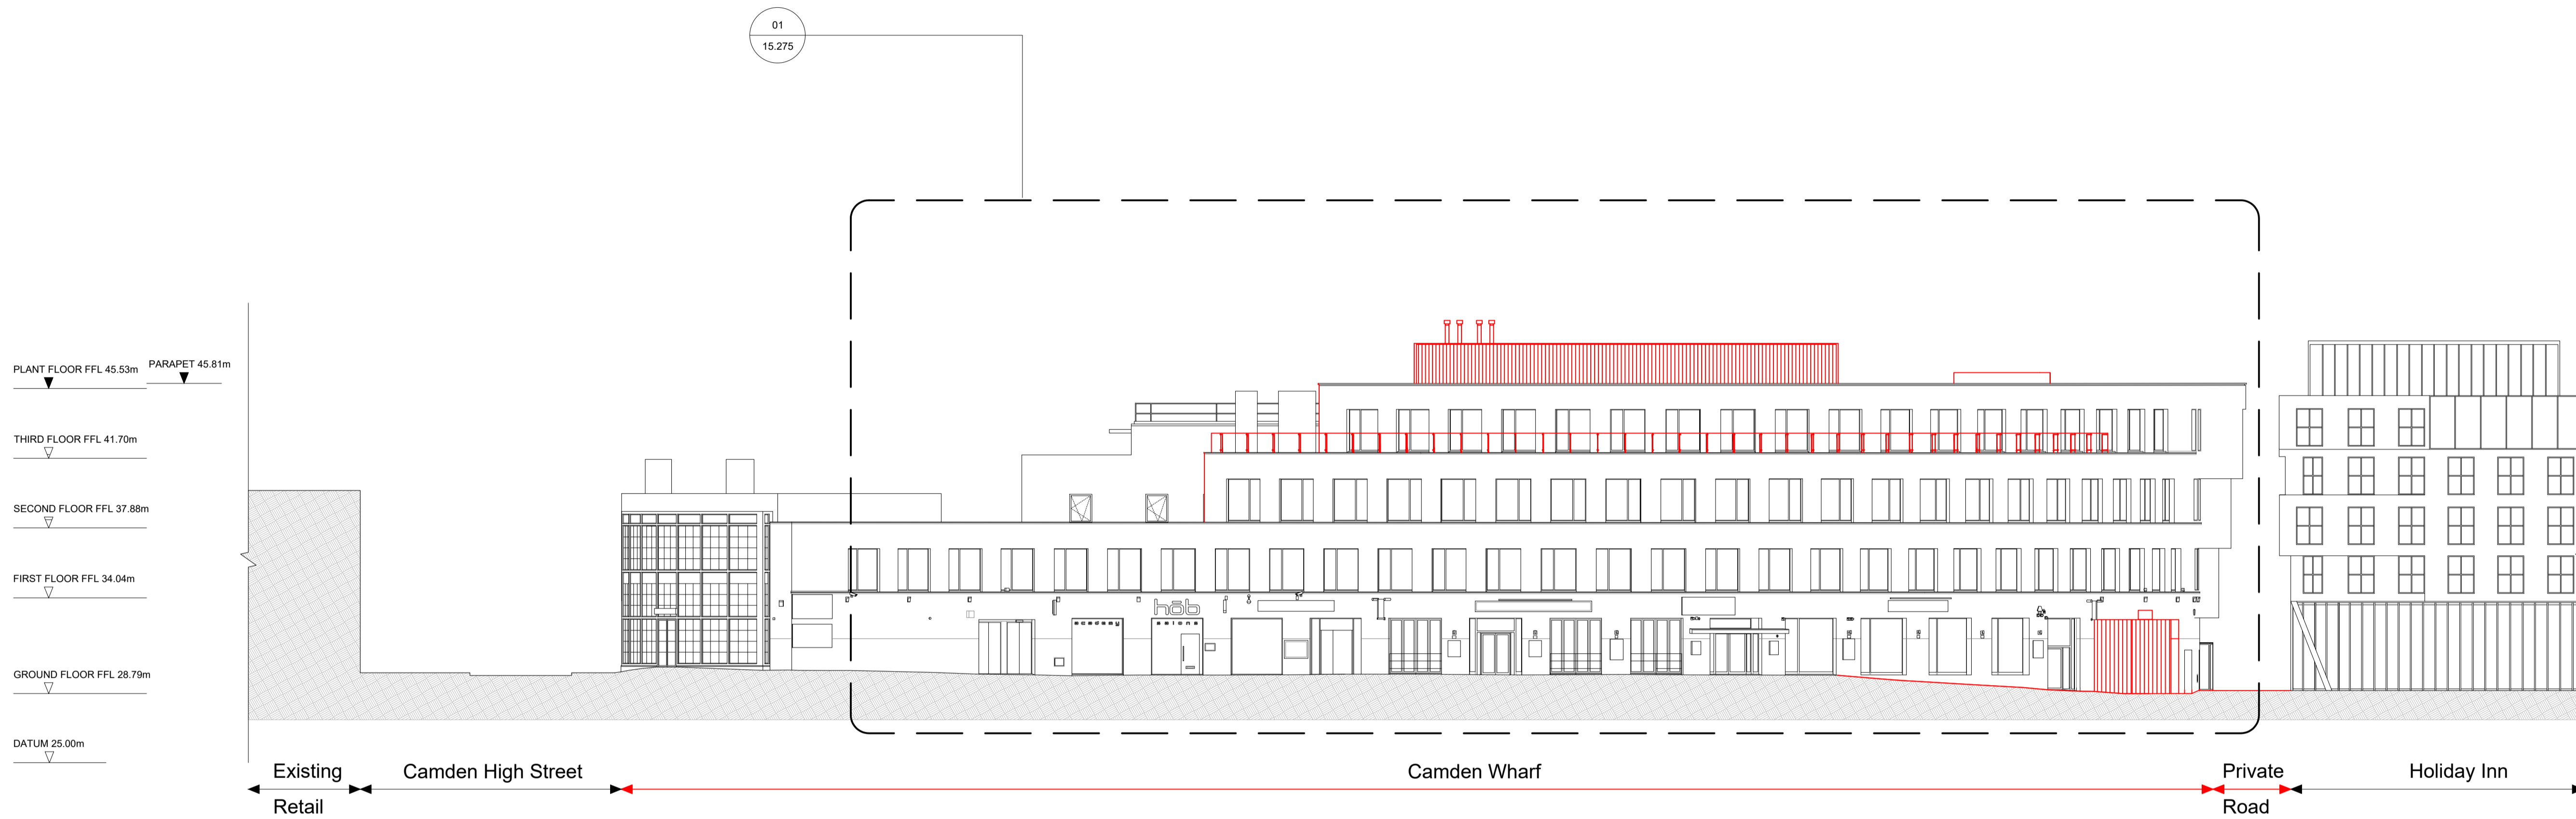 01
15.275
PLANT FLOOR FFL 45.53m
PARAPET 45.81m
THIRD FLOOR FFL 41.70m
SECOND FLOOR FFL 37.88m
FIRST FLOOR FFL 34.04m
hōb
academy
salons
GROUND FLOOR FFL 28.79m
DATUM 25.00m
Existing
Retail
Camden High Street
Camden Wharf
Private
Road
Holiday Inn